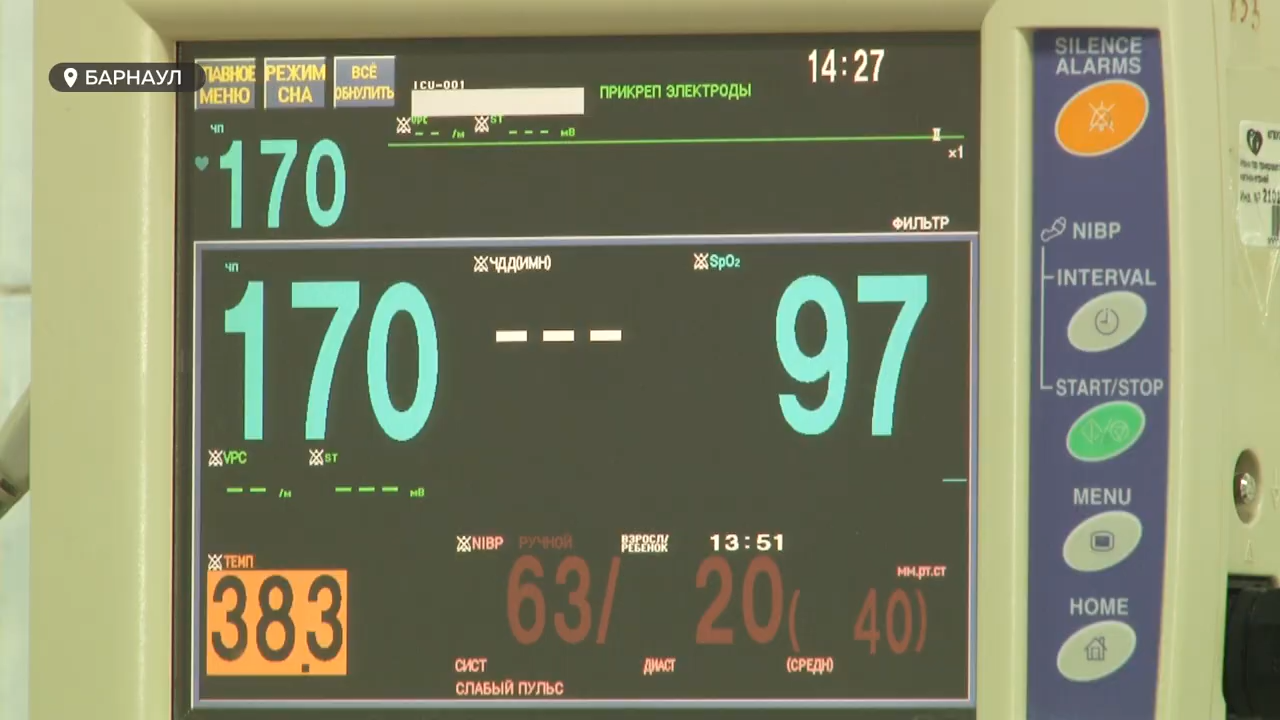 БАРНАУЛ
ГЛАВНОЕ МЕНЮ
РЕЖИМ СНА
ВСЁ ОБНУЛИТЬ
ICU-001
ПРИКРЕП ЭЛЕКТРОДЫ
14:27
ЧП
VPC
ST
--- /м
--- мВ
170
×1
ФИЛЬТР
ЧП
ЧДД(ИМН)
SpO2
170
---
97
VPC
ST
-- /м
--- мВ
ТЕМП
NIBP
РУЧНОЙ
ВЗРОСЛ/
РЕБЕНОК
13:51
мм.рт.ст
38.3
63/ 20( 40)
СИСТ
ДИАСТ
(СРЕДН)
СЛАБЫЙ ПУЛЬС
SILENCE
ALARMS
NIBP
INTERVAL
START/STOP
MENU
HOME